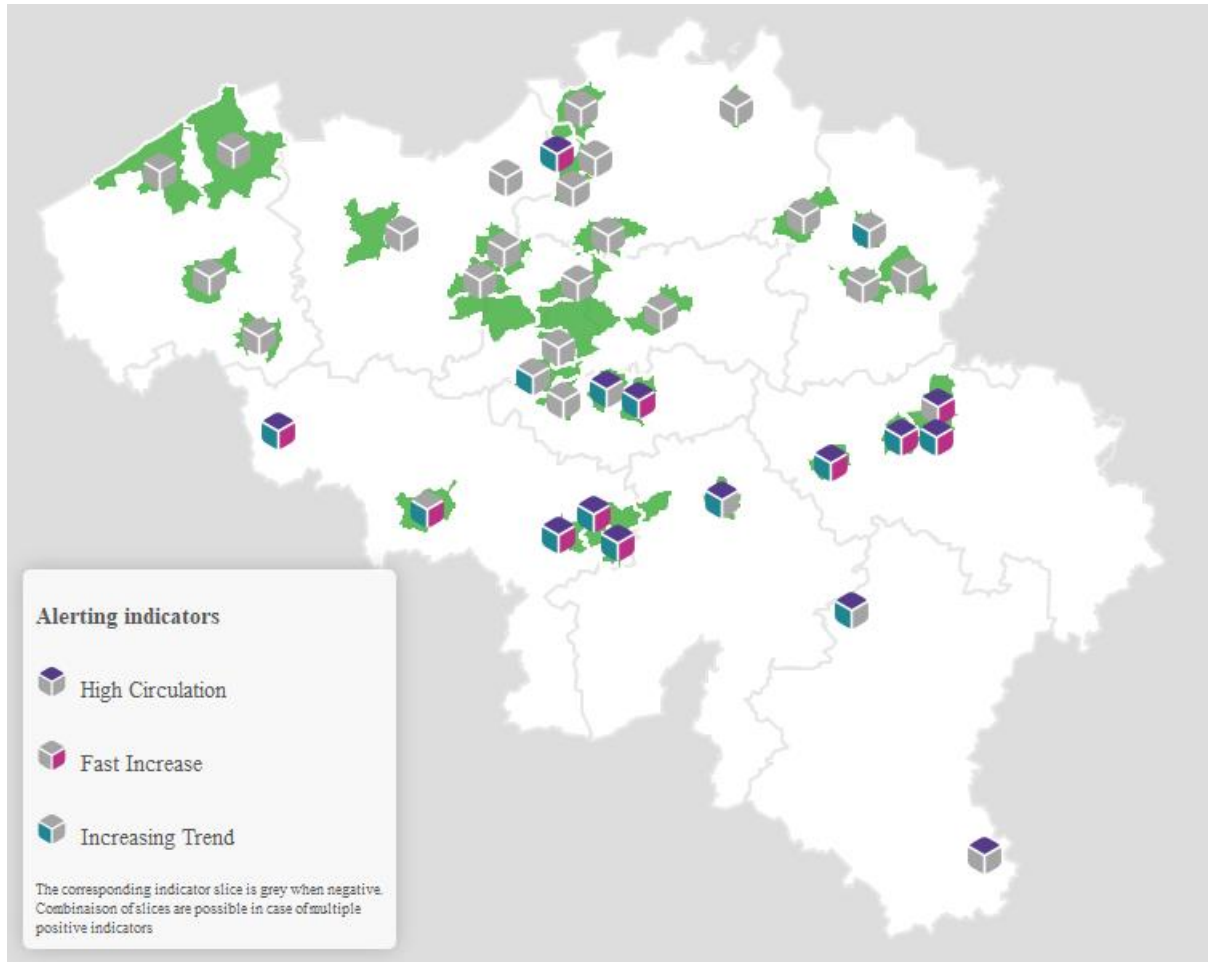 Alerting indicators
High Circulation
Fast Increase
Increasing Trend
The corresponding indicator slice is grey when negative.
Combinaison of slices are possible in case of multiple
positive indicators